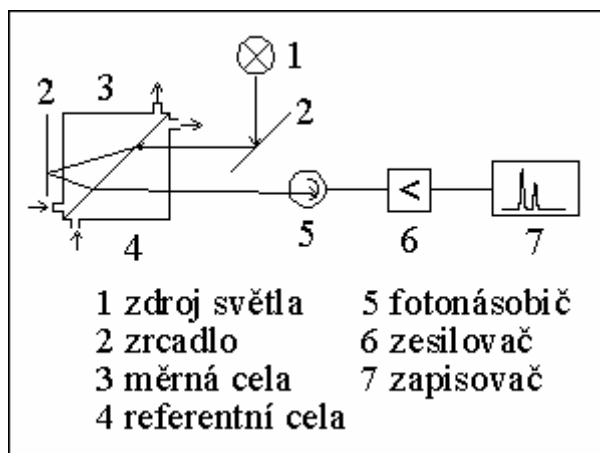 1
2
3
2
4
5
<
6
7
1 zdroj světla
2 zrcadlo
3 měrná cela
4 referentní cela
5 fotonásobič
6 zesilovač
7 zapisovač